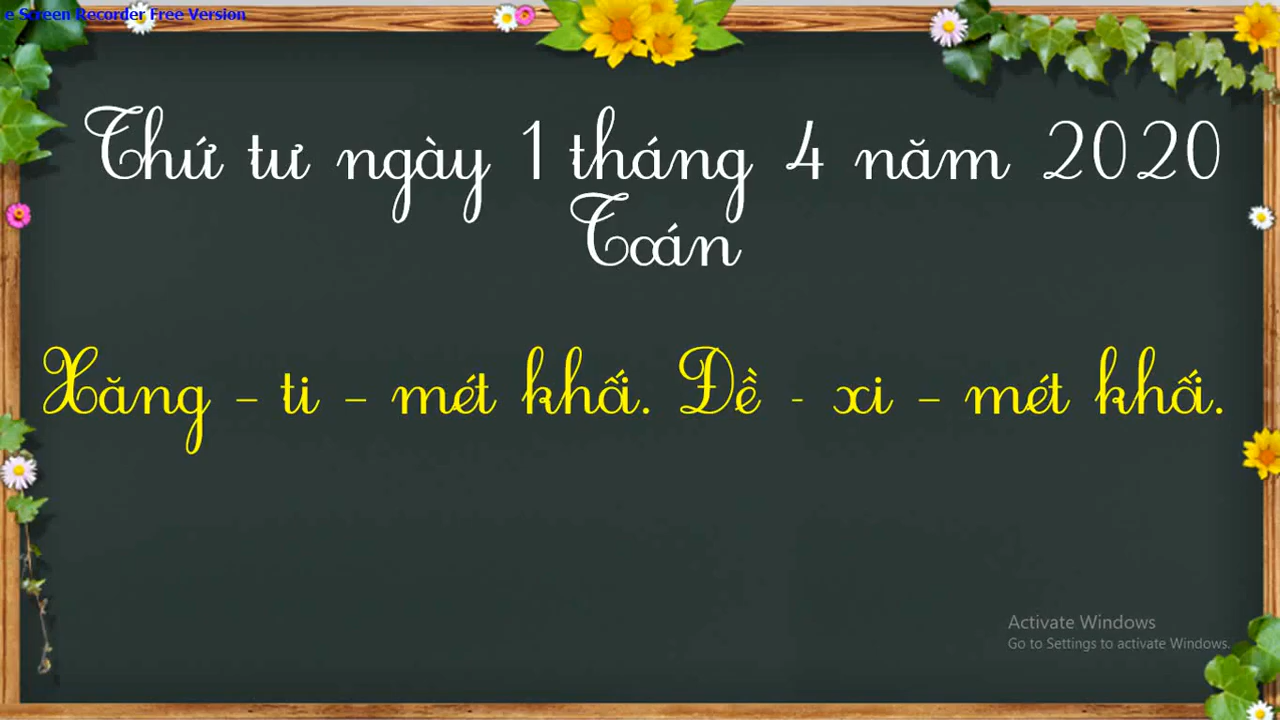 e Screen Recorder Free Version
Thứ tư ngày 1 tháng 4 năm 2020
Toán
Xăng – ti – mét khối. Đề - xi – mét khối.
Activate Windows
Go to Settings to activate Windows.